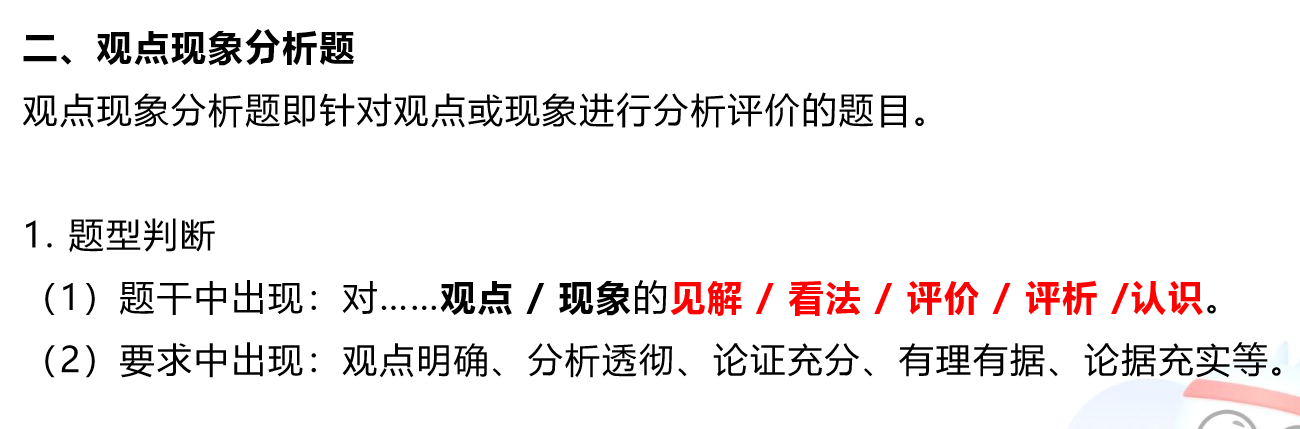 二、观点现象分析题
观点现象分析题即针对观点或现象进行分析评价的题目。
1. 题型判断
（1）题干中出现：对……观点 / 现象的见解 / 看法 / 评价 / 评析 /认识。
（2）要求中出现：观点明确、分析透彻、论证充分、有理有据、论据充实等。